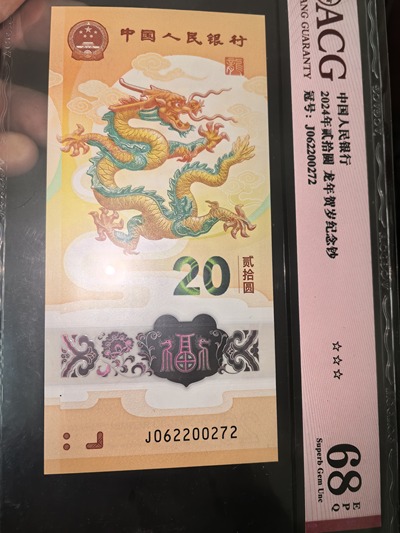 中国人民银行
20
贰拾圆
J062200272
ACG
ANG GUARANTY
中国人民银行
2024年贰拾圆 龙年贺岁纪念钞
冠号：J062200272
☆☆☆
68
EPQ
Superb Gem Unc